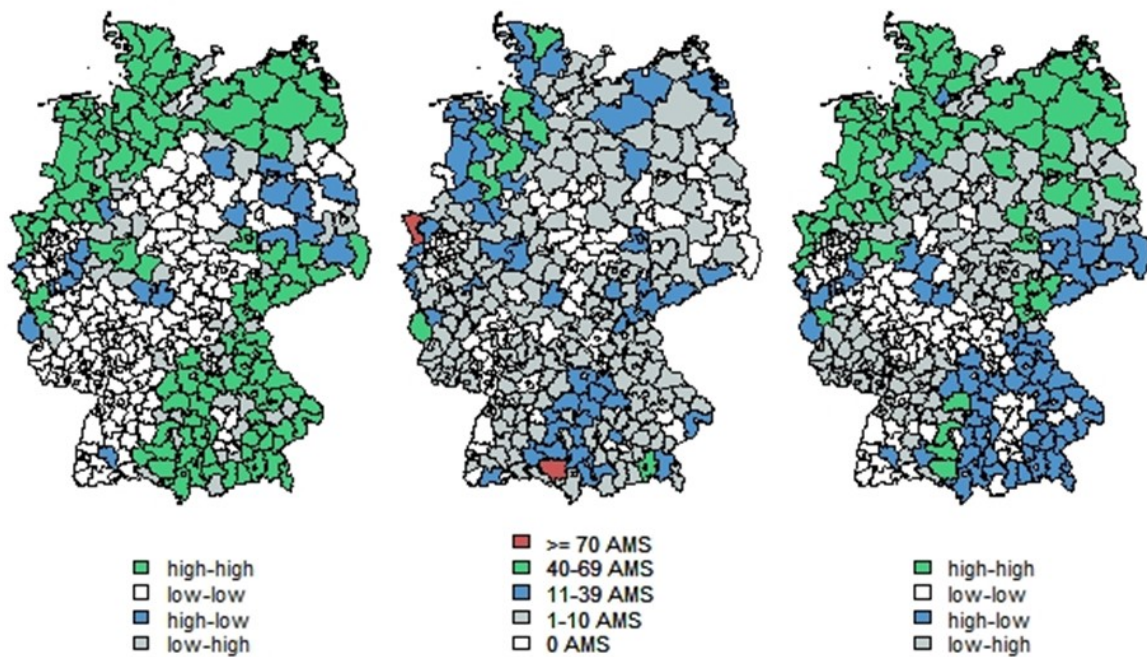 high-high
low-low
high-low
low-high
>= 70 AMS
40-69 AMS
11-39 AMS
1-10 AMS
0 AMS
high-high
low-low
high-low
low-high